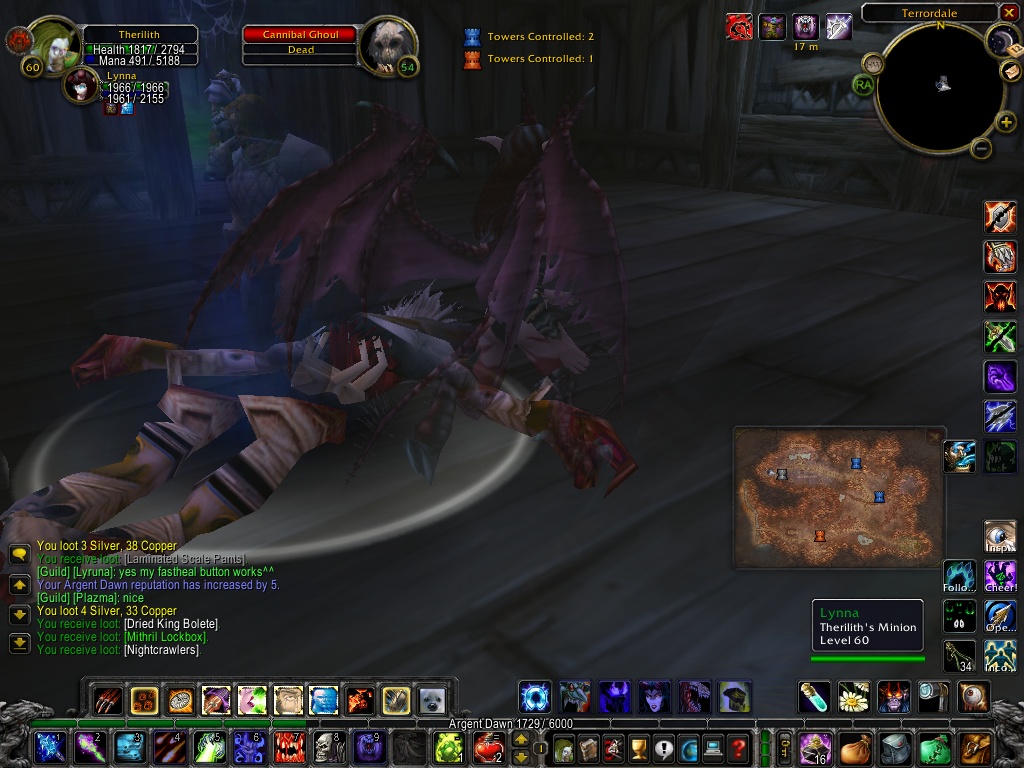 Therilith
Health 1817/ 2794
Mana 491/ 5188
60
Lynna
1966/ 1966
1961/ 2155
Cannibal Ghoul
Dead
54
Towers Controlled: 2
Towers Controlled: 1
17 m
Terrordale
N
RA
Follo...
Cheer!
Ope...
34
Inco...
Lynna
Therilith's Minion
Level 60
You loot 3 Silver, 38 Copper
You receive loot: [Laminated Scale Pants].
[Guild] [Lyruna]: yes my fastheal button works^^
Your Argent Dawn reputation has increased by 5.
[Guild] [Plazma]: nice
You loot 4 Silver, 33 Copper
You receive loot: [Dried King Bolete].
You receive loot: [Mithril Lockbox].
You receive loot: [Nightcrawlers].
Argent Dawn 1729 / 6000
1 2 3 4 5 6 7 8 9
1
16